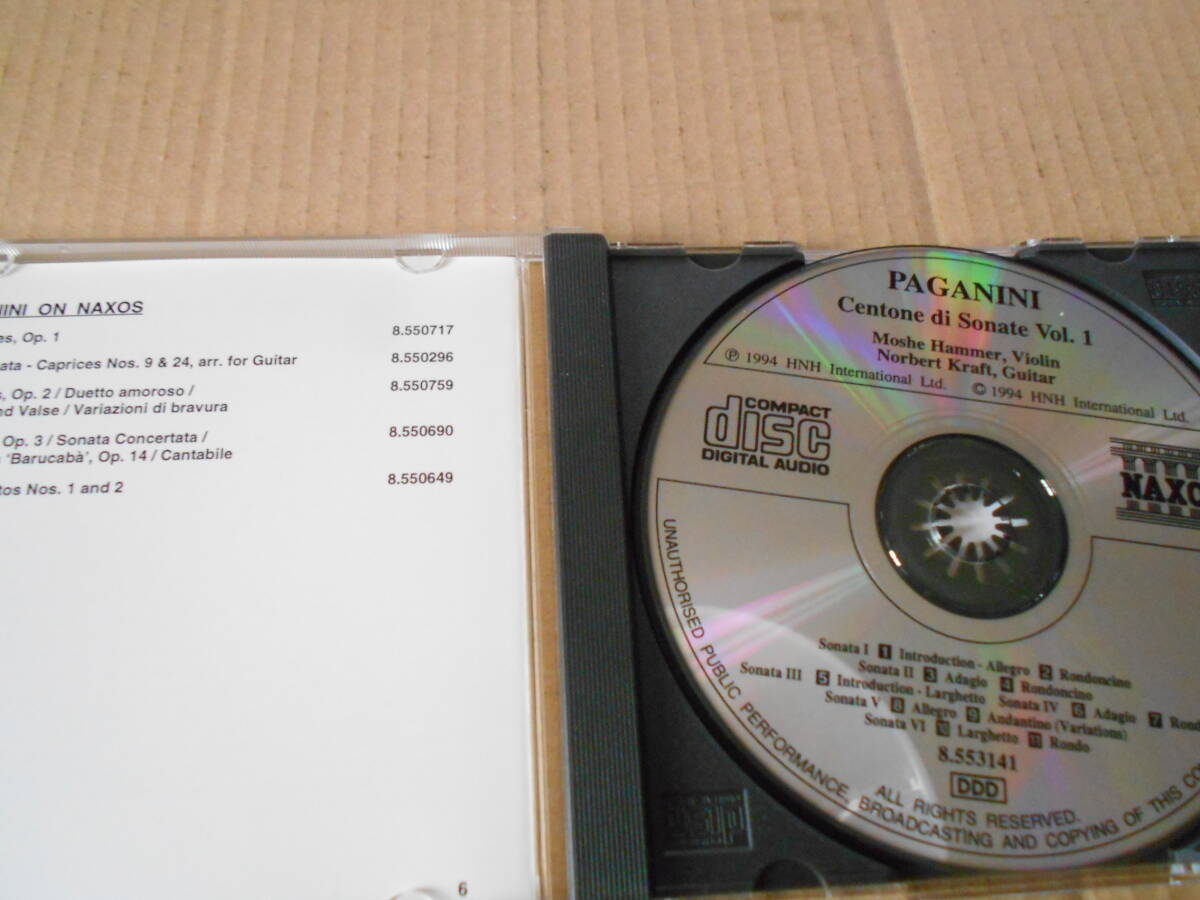 NINI ON NAXOS
es, Op. 1 8.550717
ata - Caprices Nos. 9 & 24, arr. for Guitar 8.550296
s, Op. 2 / Duetto amoroso / 8.550759
nd Valse / Variazioni di bravura
Op. 3 / Sonata Concertata / 8.550690
'Barucabà', Op. 14 / Cantabile
tos Nos. 1 and 2 8.550649
6
PAGANINI
Centone di Sonate Vol. 1
Moshe Hammer, Violin
Norbert Kraft, Guitar
℗ 1994 HNH International Ltd. © 1994 HNH International Ltd.
COMPACT
disc
DIGITAL AUDIO
NAXO
Sonata I 1 Introduction - Allegro 2 Rondoncino
Sonata II 3 Adagio 4 Rondoncino
Sonata III 5 Introduction - Larghetto Sonata IV 6 Adagio 7 Rond
Sonata V 8 Allegro 9 Andantino (Variations)
Sonata VI 10 Larghetto 11 Rondo
8.553141
DDD
ALL RIGHTS RESERVED.
UNAUTHORISED PUBLIC PERFORMANCE, BROADCASTING AND COPYING OF THIS CO